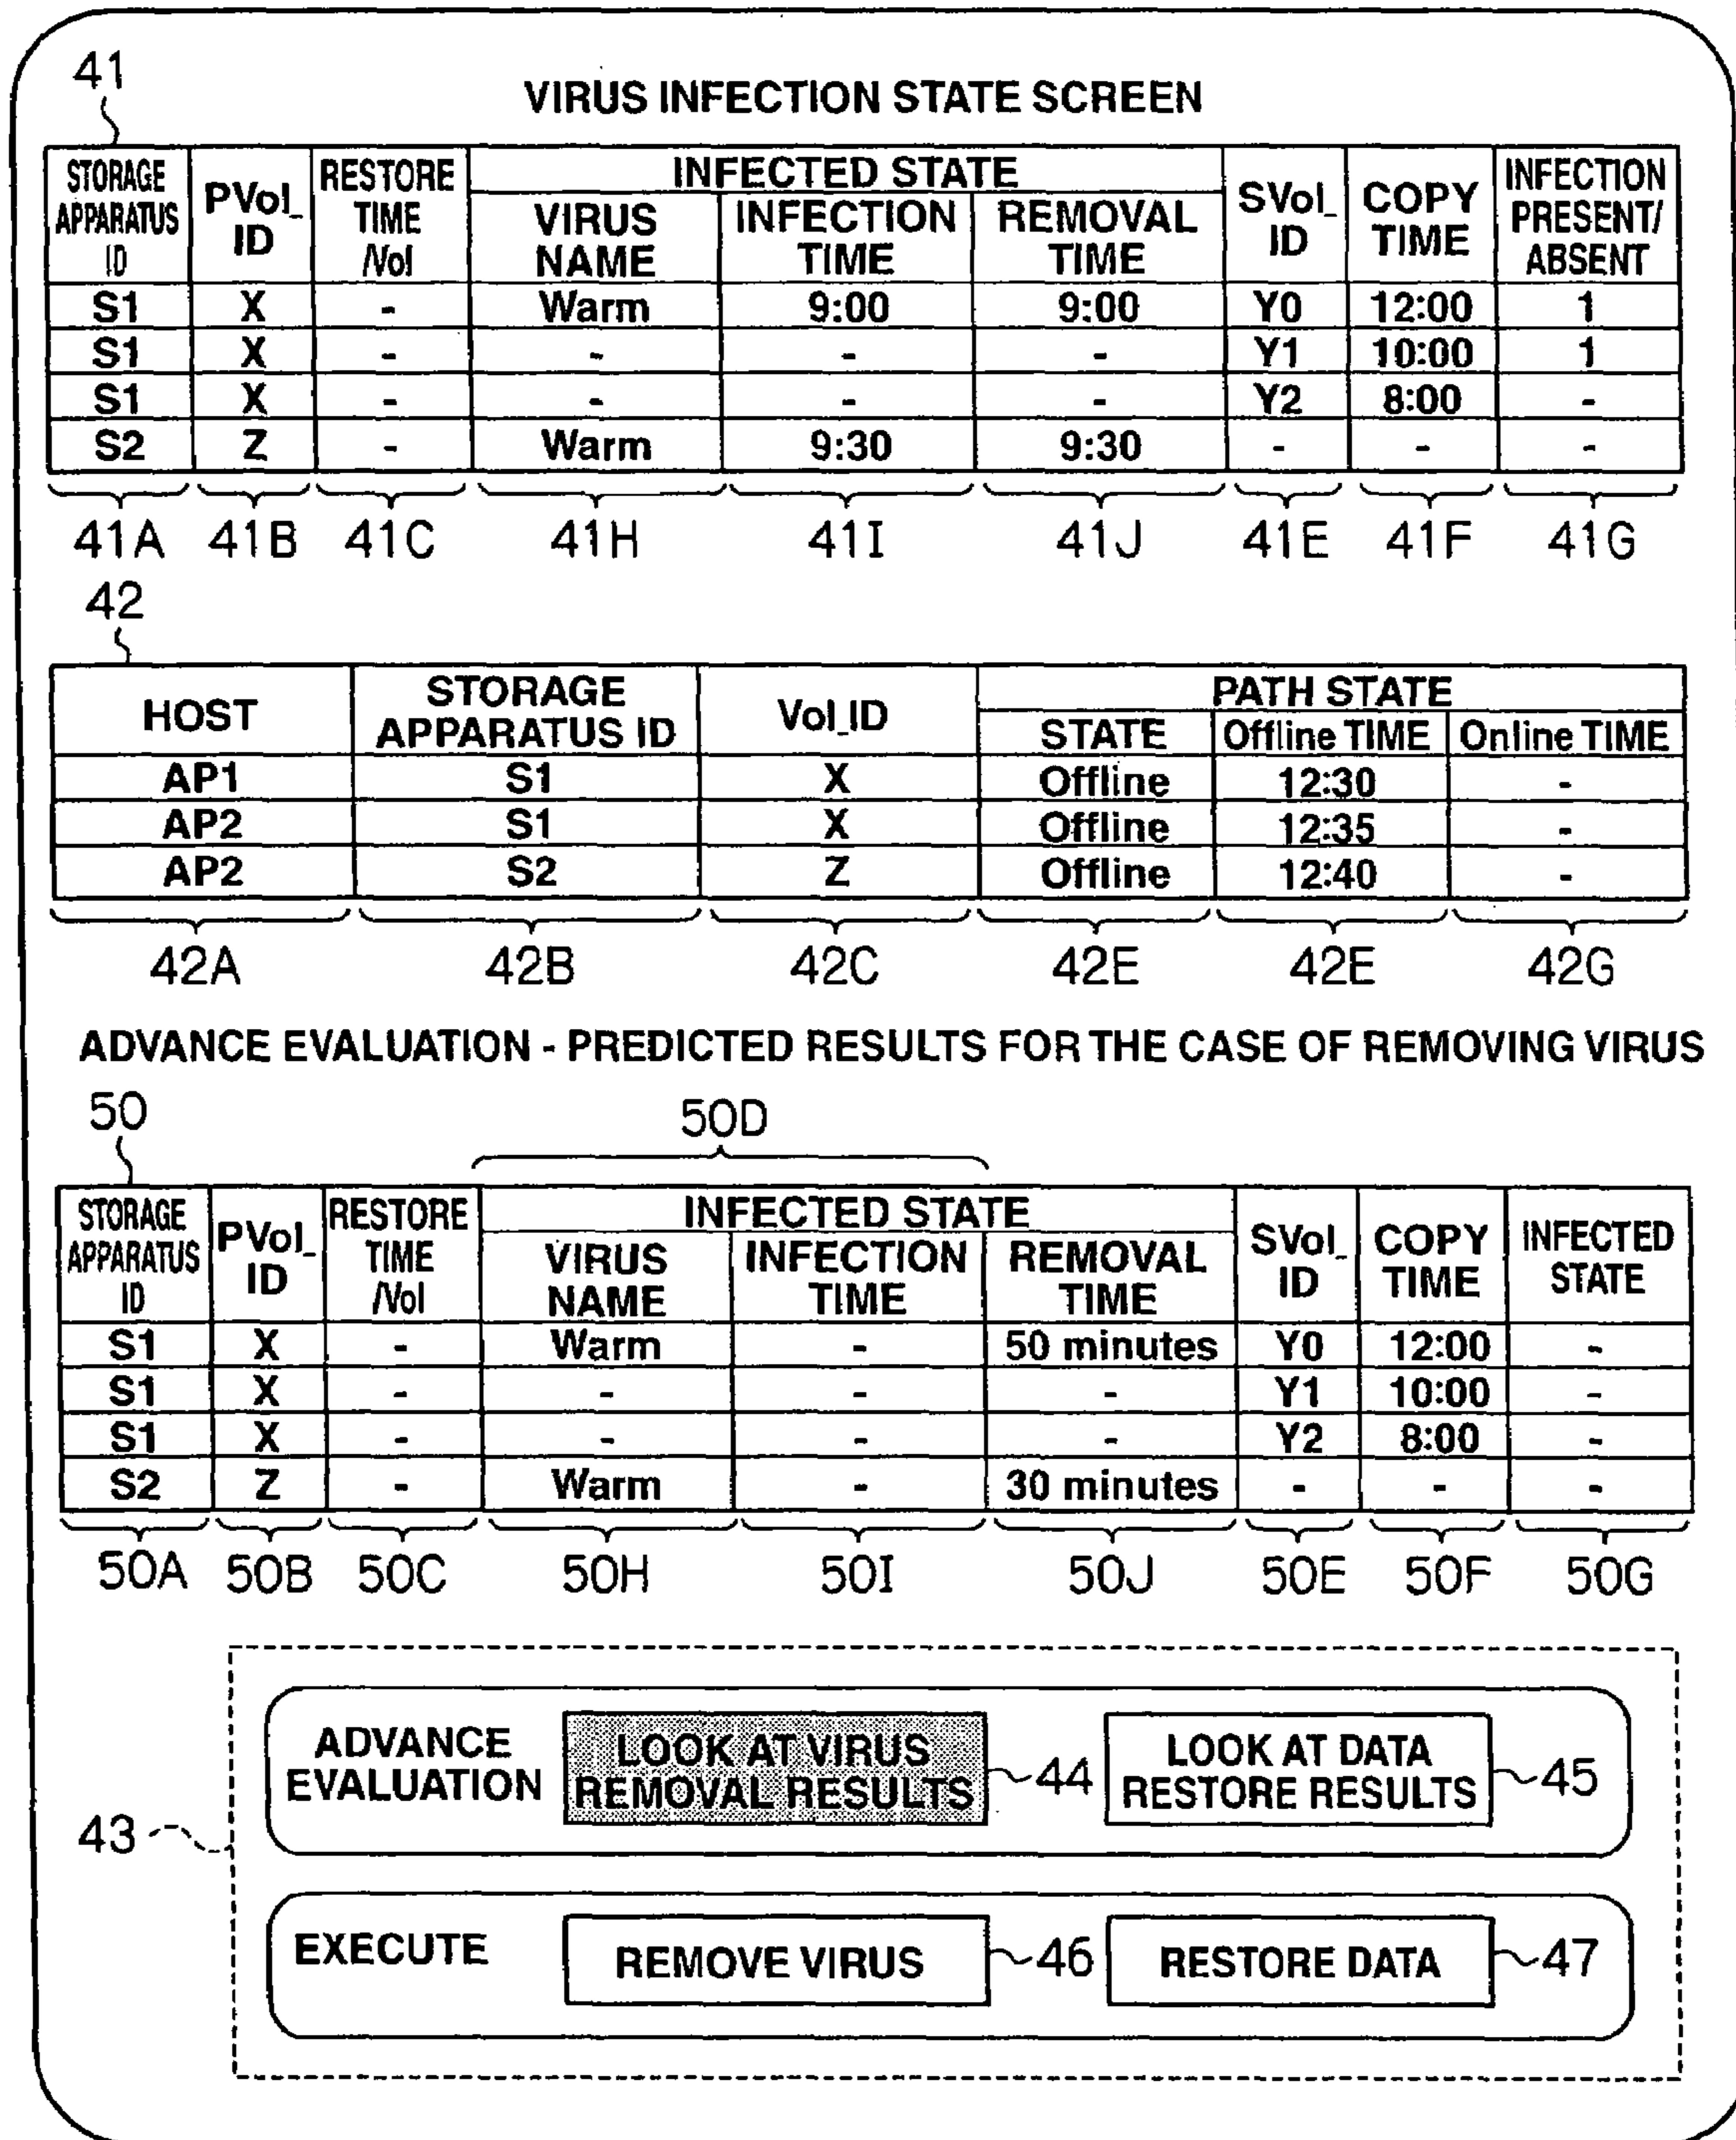 41
VIRUS INFECTION STATE SCREEN
STORAGE APPARATUS ID PVol_ID RESTORE TIME /Vol INFECTED STATE VIRUS NAME INFECTION TIME REMOVAL TIME SVol_ID COPY TIME INFECTION PRESENT/ABSENT
S1 X - Warm 9:00 9:00 Y0 12:00 1
S1 X - - - - Y1 10:00 1
S1 X - - - - Y2 8:00 -
S2 Z - Warm 9:30 9:30 - - -
41A 41B 41C 41H 41I 41J 41E 41F 41G
42
HOST STORAGE APPARATUS ID Vol_ID PATH STATE STATE Offline TIME Online TIME
AP1 S1 X Offline 12:30 -
AP2 S1 X Offline 12:35 -
AP2 S2 Z Offline 12:40 -
42A 42B 42C 42E 42E 42G
ADVANCE EVALUATION - PREDICTED RESULTS FOR THE CASE OF REMOVING VIRUS
50 50D
STORAGE APPARATUS ID PVol_ID RESTORE TIME /Vol INFECTED STATE VIRUS NAME INFECTION TIME REMOVAL TIME SVol_ID COPY TIME INFECTED STATE
S1 X - Warm - 50 minutes Y0 12:00 -
S1 X - - - - Y1 10:00 -
S1 X - - - - Y2 8:00 -
S2 Z - Warm - 30 minutes - - -
50A 50B 50C 50H 50I 50J 50E 50F 50G
43
ADVANCE EVALUATION
LOOK AT VIRUS
REMOVAL RESULTS 44
LOOK AT DATA
RESTORE RESULTS 45
EXECUTE REMOVE VIRUS 46 RESTORE DATA 47